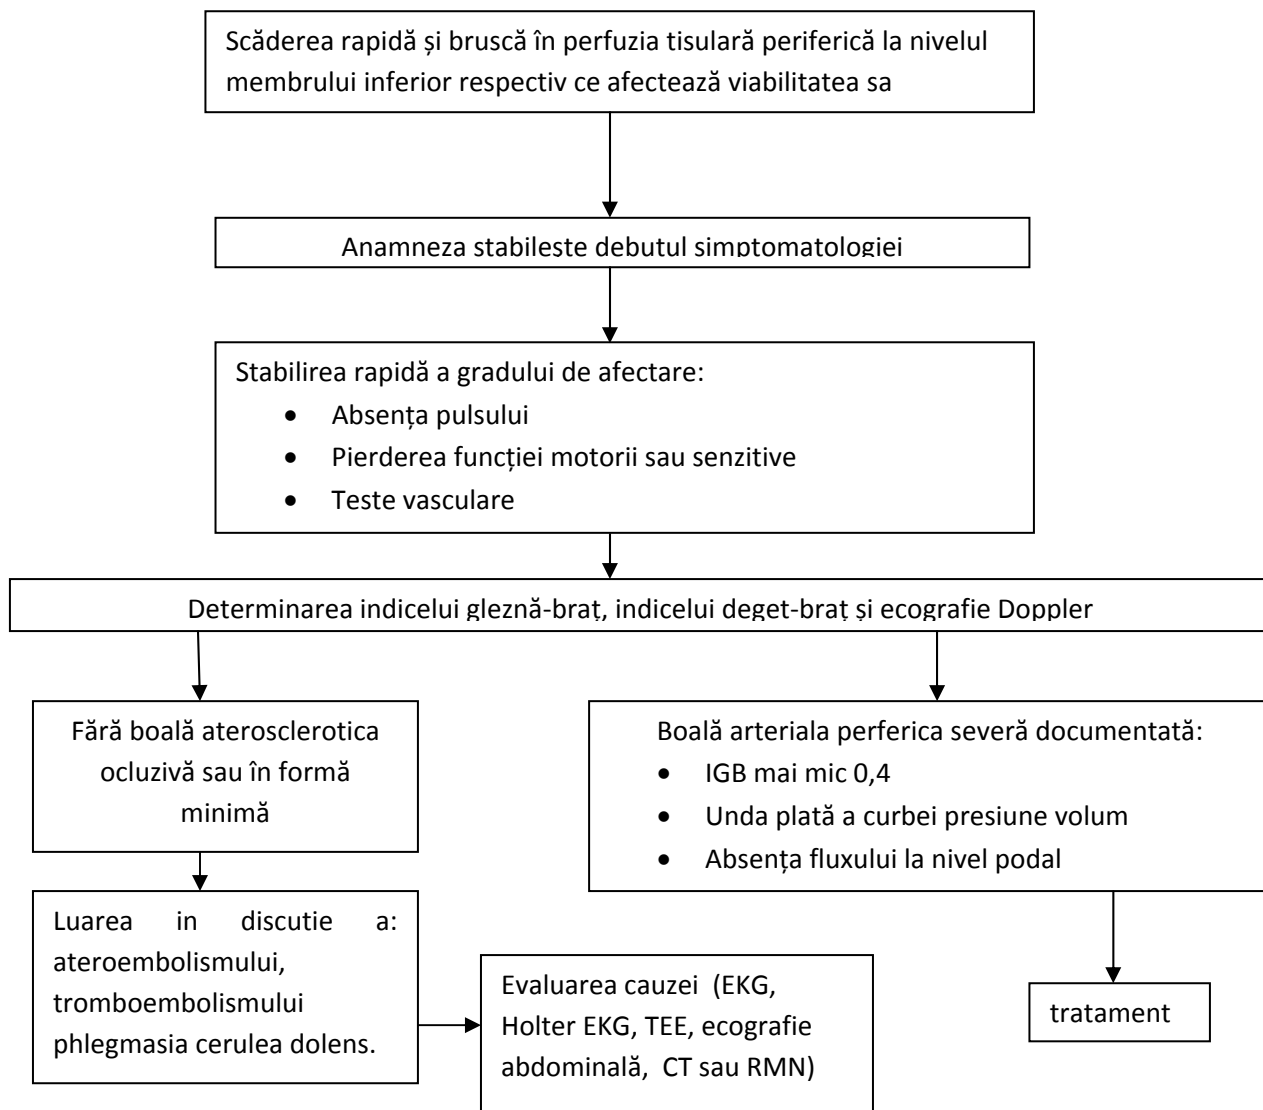 Scăderea rapidă și bruscă în perfuzia tisulară periferică la nivelul
membrului inferior respectiv ce afectează viabilitatea sa
Anamneza stabilește debutul simptomatologiei
Stabilirea rapidă a gradului de afectare:
• Absența pulsului
• Pierderea funcției motorii sau senzitive
• Teste vasculare
Determinarea indicelui gleznă-braț, indicelui deget-braț și ecografie Doppler
Fără boală aterosclerotica
ocluzivă sau în formă
minimă
Boală arteriala perferica severă documentată:
• IGB mai mic 0,4
• Unda plată a curbei presiune volum
• Absența fluxului la nivel podal
Luarea in discutie a:
ateroembolismului,
tromboembolismului
phlegmasia cerulea dolens.
Evaluarea cauzei (EKG,
Holter EKG, TEE, ecografie
abdominală, CT sau RMN)
tratament